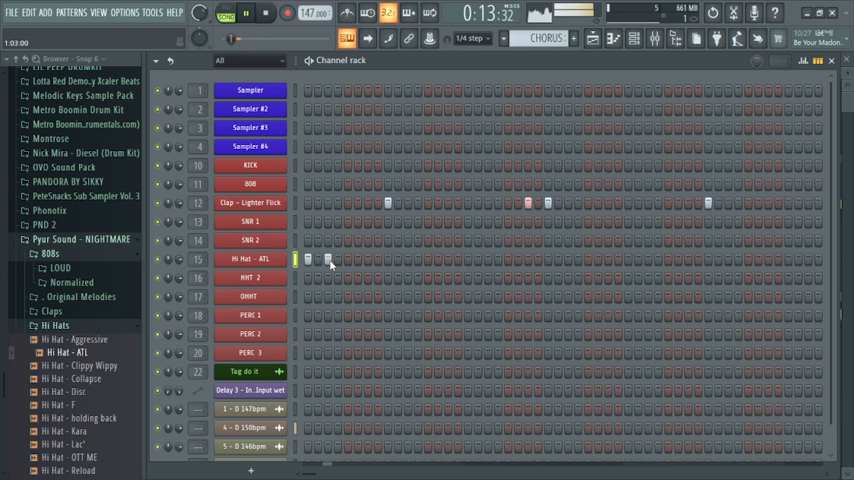 FILE EDIT ADD PATTERNS VIEW OPTIONS TOOLS HELP
1:03:00
PAT
SONG
147.000
3.2
0:13:32
M:S:CS
5
661 MB
1
1/4 step
CHORUS
10/27
Be Your Madon..
Browser - Snap 6
All
Channel rack
Lotta Red Demo..y Xcaler Beats
Melodic Keys Sample Pack
Metro Boomin Drum Kit
Metro Boomin...rumentals.com)
Montrose
Nick Mira - Diesel (Drum Kit)
OVO Sound Pack
PANDORA BY SIKKY
PeteSnacks Sub Sampler Vol. 3
Phonotix
PND 2
Pyur Sound - NIGHTMARE
808s
LOUD
Normalized
. Original Melodies
Claps
Hi Hats
Hi Hat - Aggressive
Hi Hat - ATL
Hi Hat - Clippy Wippy
Hi Hat - Collapse
Hi Hat - Disc
Hi Hat - F
Hi Hat - holding back
Hi Hat - Kara
Hi Hat - Lac'
Hi Hat - OTT ME
Hi Hat - Reload
1 Sampler
2 Sampler #2
3 Sampler #3
4 Sampler #4
10 KICK
11 808
12 Clap - Lighter Flick
13 SNR 1
14 SNR 2
15 Hi Hat - ATL
16 HHT 2
17 OHHT
18 PERC 1
19 PERC 2
20 PERC 3
22 Tag do it
Delay 3 - In..Input wet
--- 1 - D 147bpm
--- 4 - D 150bpm
--- 5 - D 146bpm
+